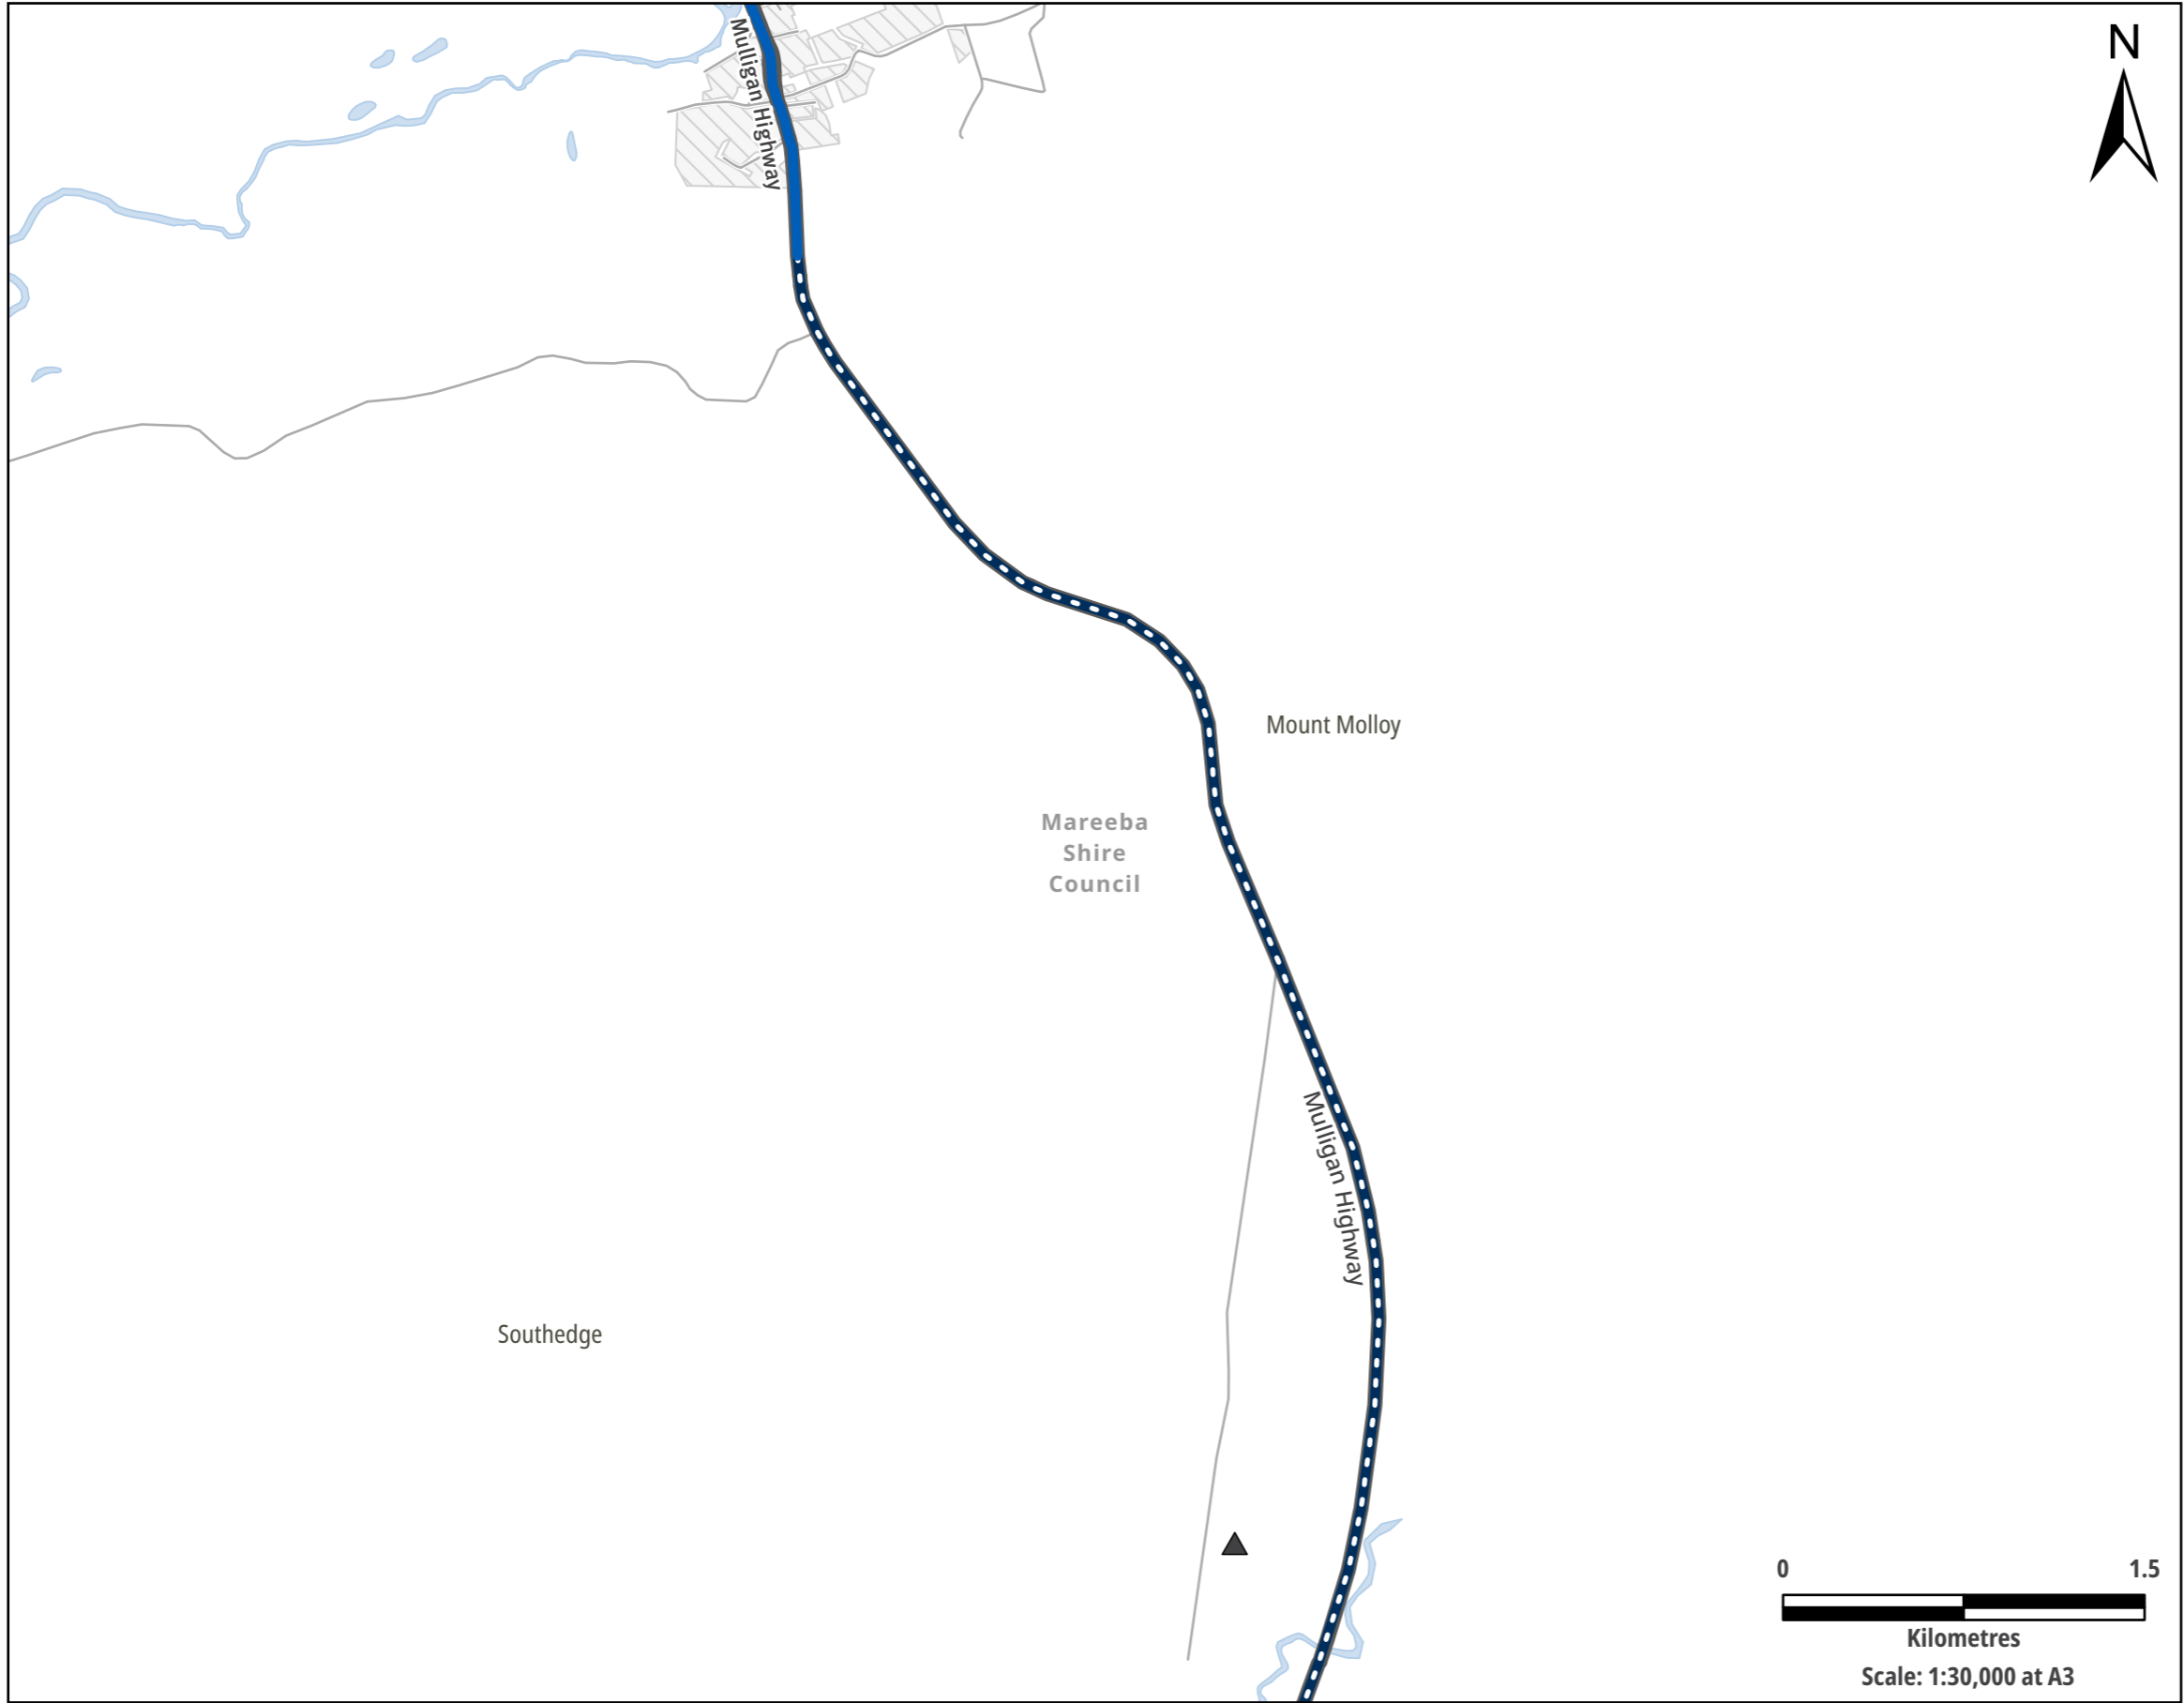 Mulligan Highway
N
Mount Molloy
Mareeba
Shire
Council
Mulligan Highway
Southedge
0 1.5
Kilometres
Scale: 1:30,000 at A3